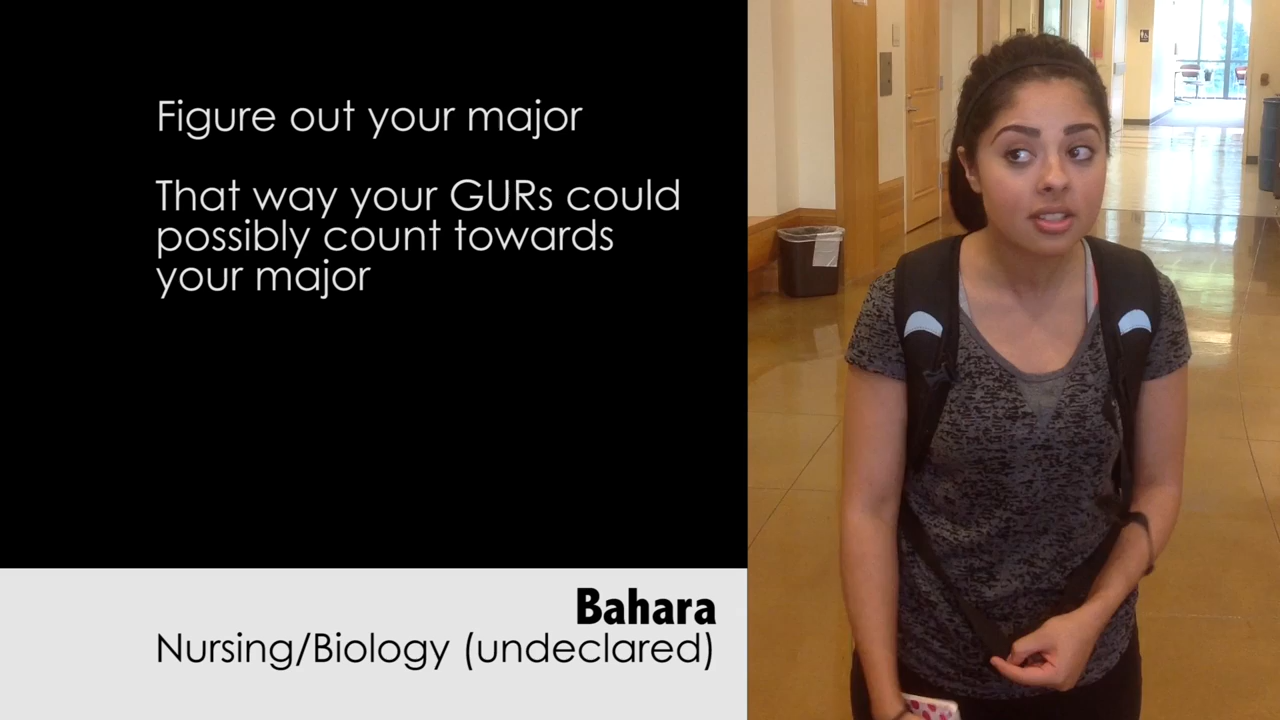 Figure out your major
That way your GURs could
possibly count towards
your major
Bahara
Nursing/Biology (undeclared)